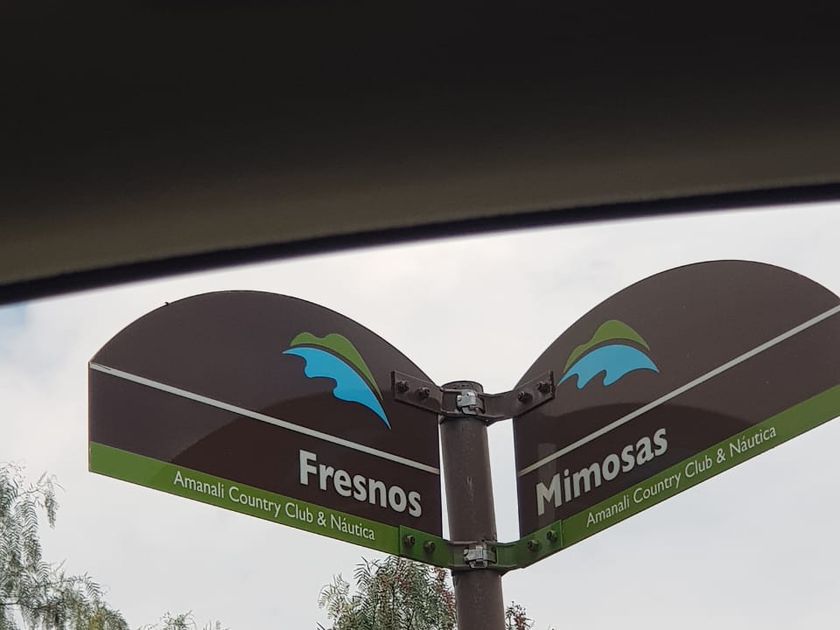 Fresnos
Amanali Country Club & Náutica
Mimosas
Amanali Country Club & Náutica